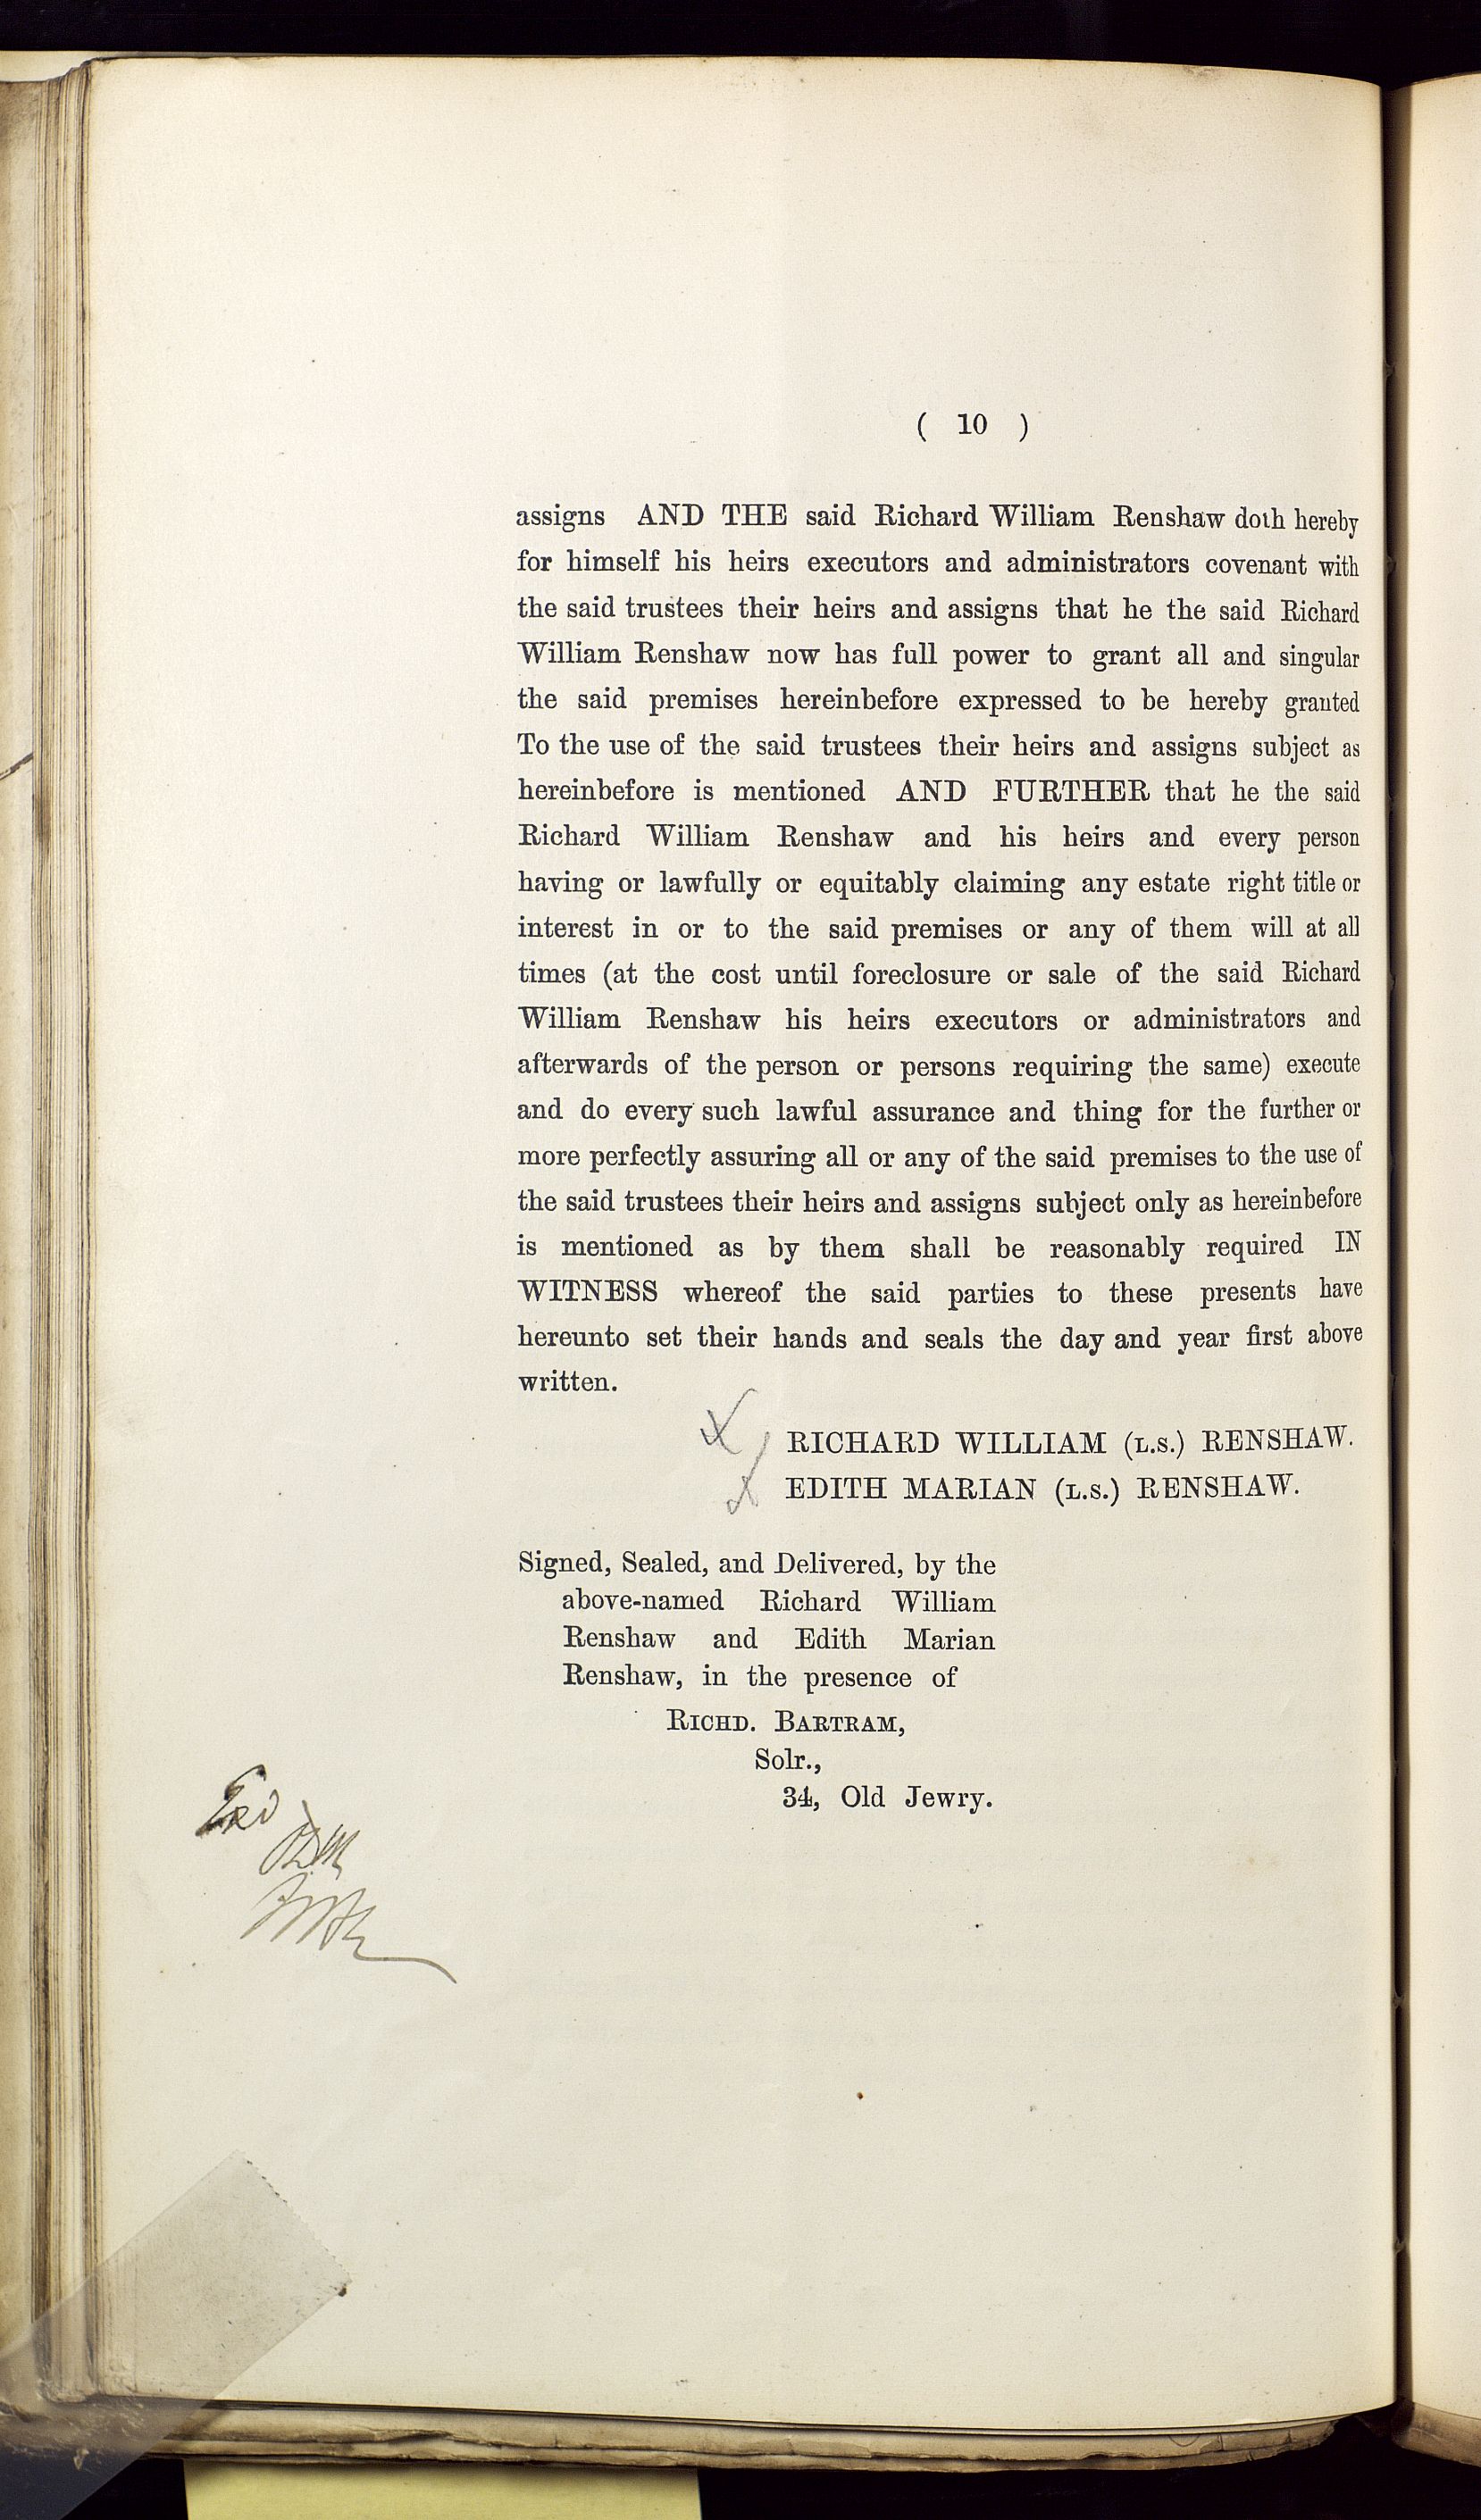 ( 10 )
assigns AND THE said Richard William Renshaw doth hereby
for himself his heirs executors and administrators covenant with
the said trustees their heirs and assigns that he the said Richard
William Renshaw now has full power to grant all and singular
the said premises hereinbefore expressed to be hereby granted
To the use of the said trustees their heirs and assigns subject as
hereinbefore is mentioned AND FURTHER that he the said
Richard William Renshaw and his heirs and every person
having or lawfully or equitably claiming any estate right title or
interest in or to the said premises or any of them will at all
times (at the cost until foreclosure or sale of the said Richard
William Renshaw his heirs executors or administrators and
afterwards of the person or persons requiring the same) execute
and do every such lawful assurance and thing for the further or
more perfectly assuring all or any of the said premises to the use of
the said trustees their heirs and assigns subject only as hereinbefore
is mentioned as by them shall be reasonably required IN
WITNESS whereof the said parties to these presents have
hereunto set their hands and seals the day and year first above
written.
RICHARD WILLIAM (L.S.) RENSHAW.
EDITH MARIAN (L.S.) RENSHAW.
Signed, Sealed, and Delivered, by the
above-named Richard William
Renshaw and Edith Marian
Renshaw, in the presence of
RICHD. BARTRAM,
Solr.,
34, Old Jewry.